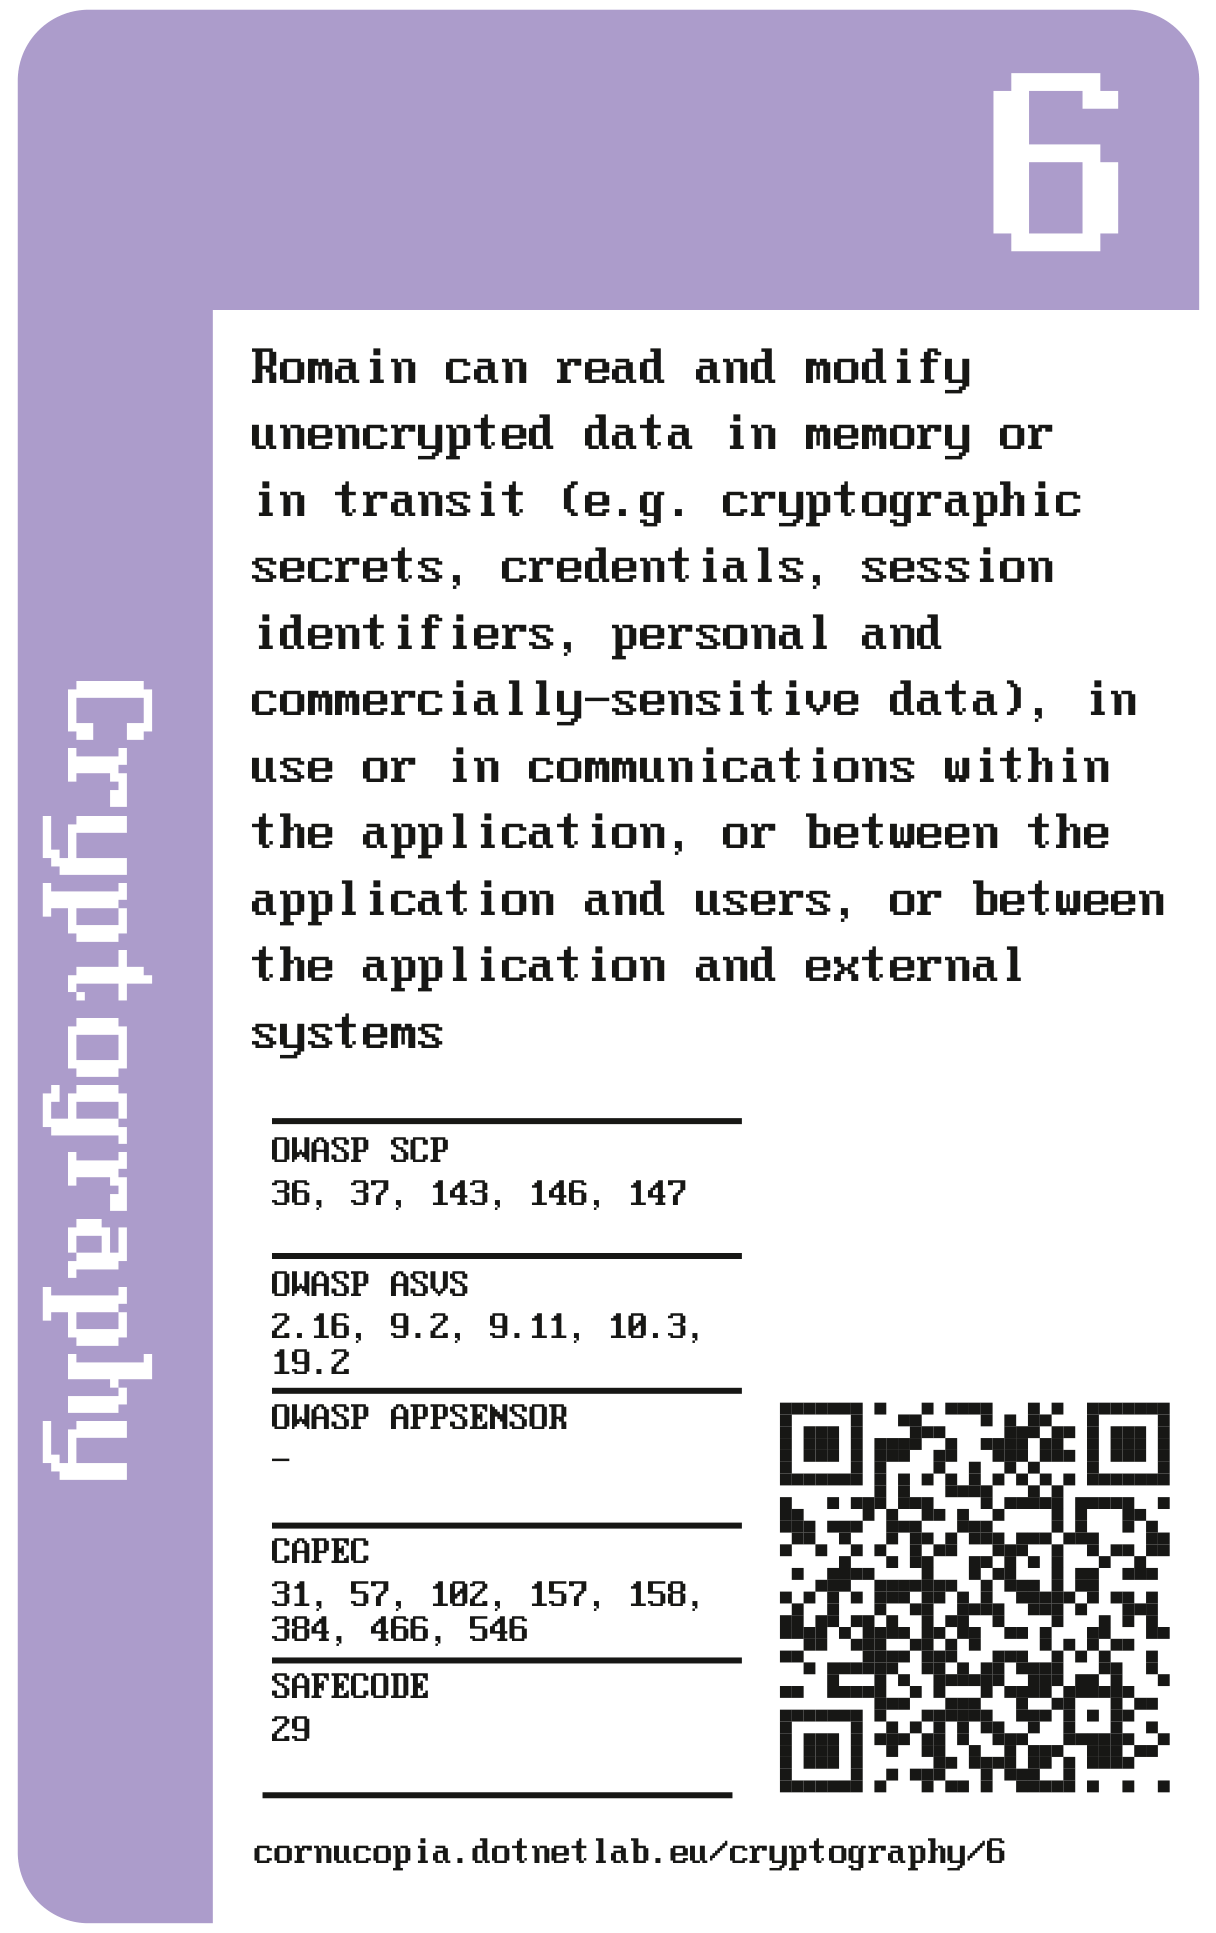 6
Cryptography
Romain can read and modify
unencrypted data in memory or
in transit (e.g. cryptographic
secrets, credentials, session
identifiers, personal and
commercially-sensitive data), in
use or in communications within
the application, or between the
application and users, or between
the application and external
systems
OWASP SCP
36, 37, 143, 146, 147
OWASP ASVS
2.16, 9.2, 9.11, 10.3,
19.2
OWASP APPSENSOR
-
CAPEC
31, 57, 102, 157, 158,
384, 466, 546
SAFECODE
29
cornucopia.dotnetlab.eu/cryptography/6